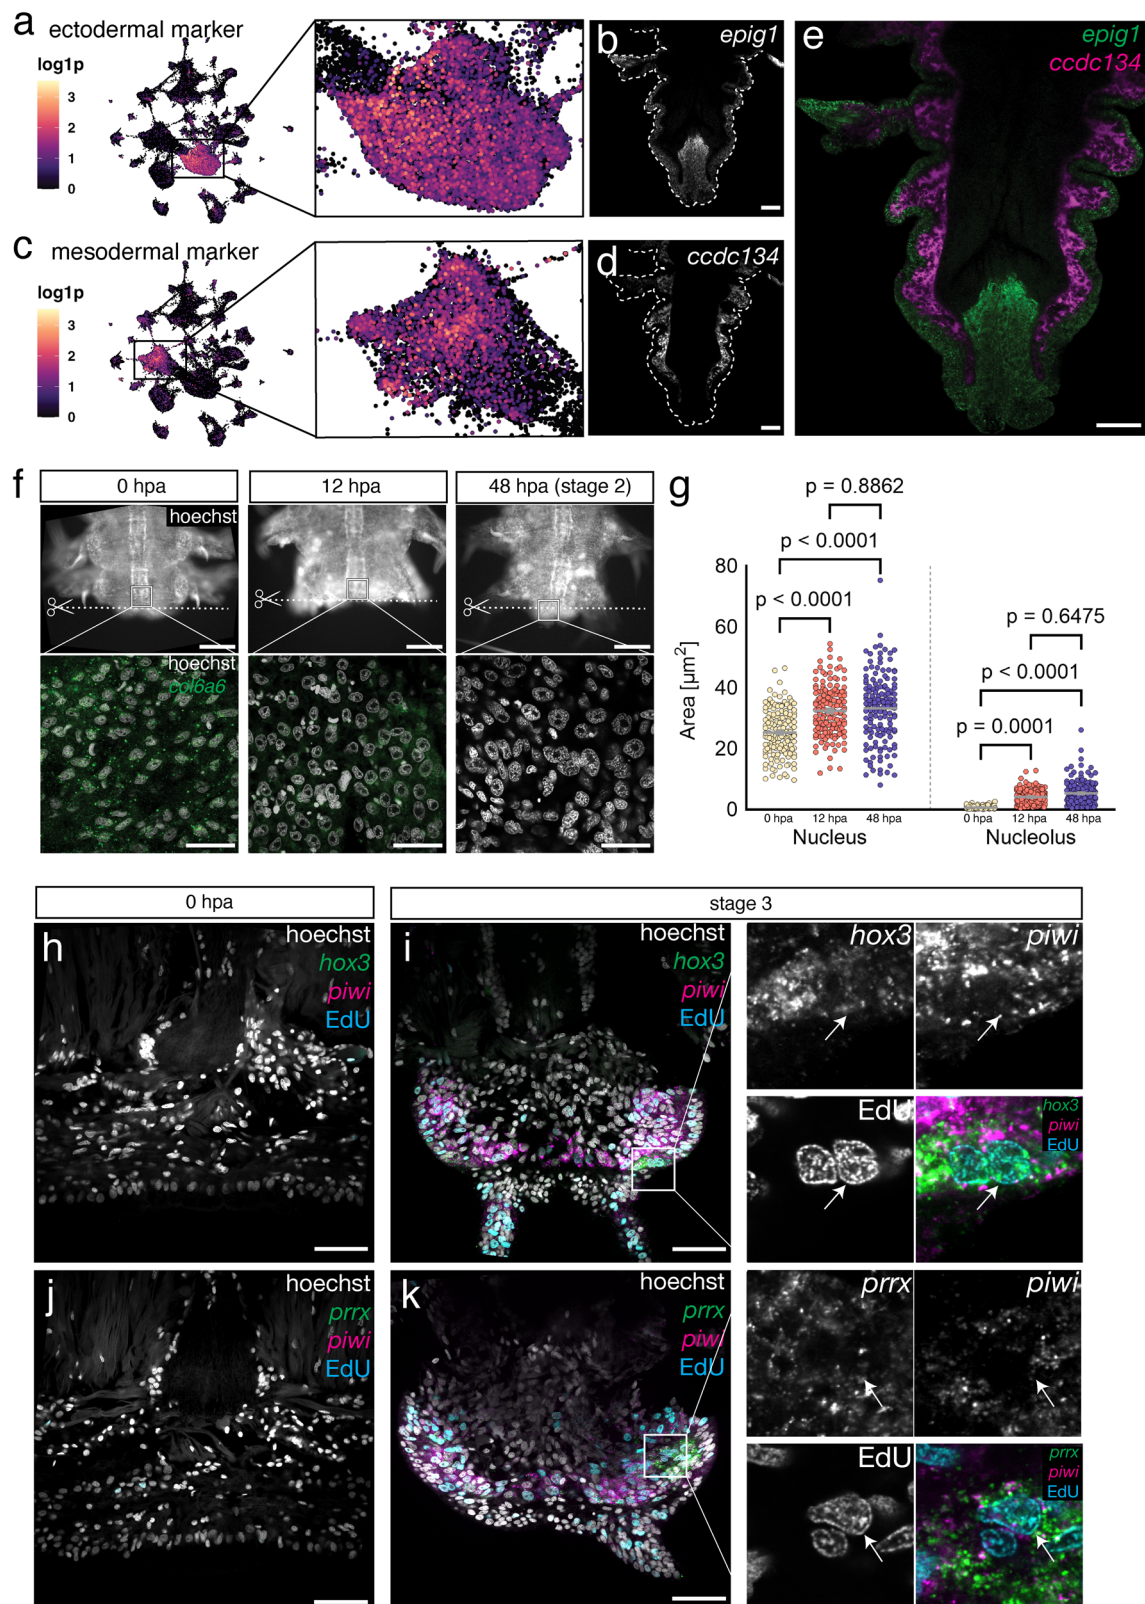 a ectodermal marker
log1p
3
2
1
0
b epig1
c mesodermal marker
log1p
3
2
1
0
d ccdc134
e epig1
ccdc134
f
0 hpa
12 hpa
48 hpa (stage 2)
hoechst
hoechst
col6a6
g
p = 0.8862
p < 0.0001
p < 0.0001
p = 0.6475
p < 0.0001
p = 0.0001
Area [µm²]
80
60
40
20
0
0 hpa 12 hpa 48 hpa
0 hpa 12 hpa 48 hpa
Nucleus
Nucleolus
0 hpa
stage 3
h hoechst
hox3
piwi
EdU
i hoechst
hox3
piwi
EdU
hox3
piwi
EdU
hox3
piwi
EdU
j hoechst
prrx
piwi
EdU
k hoechst
prrx
piwi
EdU
prrx
piwi
EdU
prrx
piwi
EdU